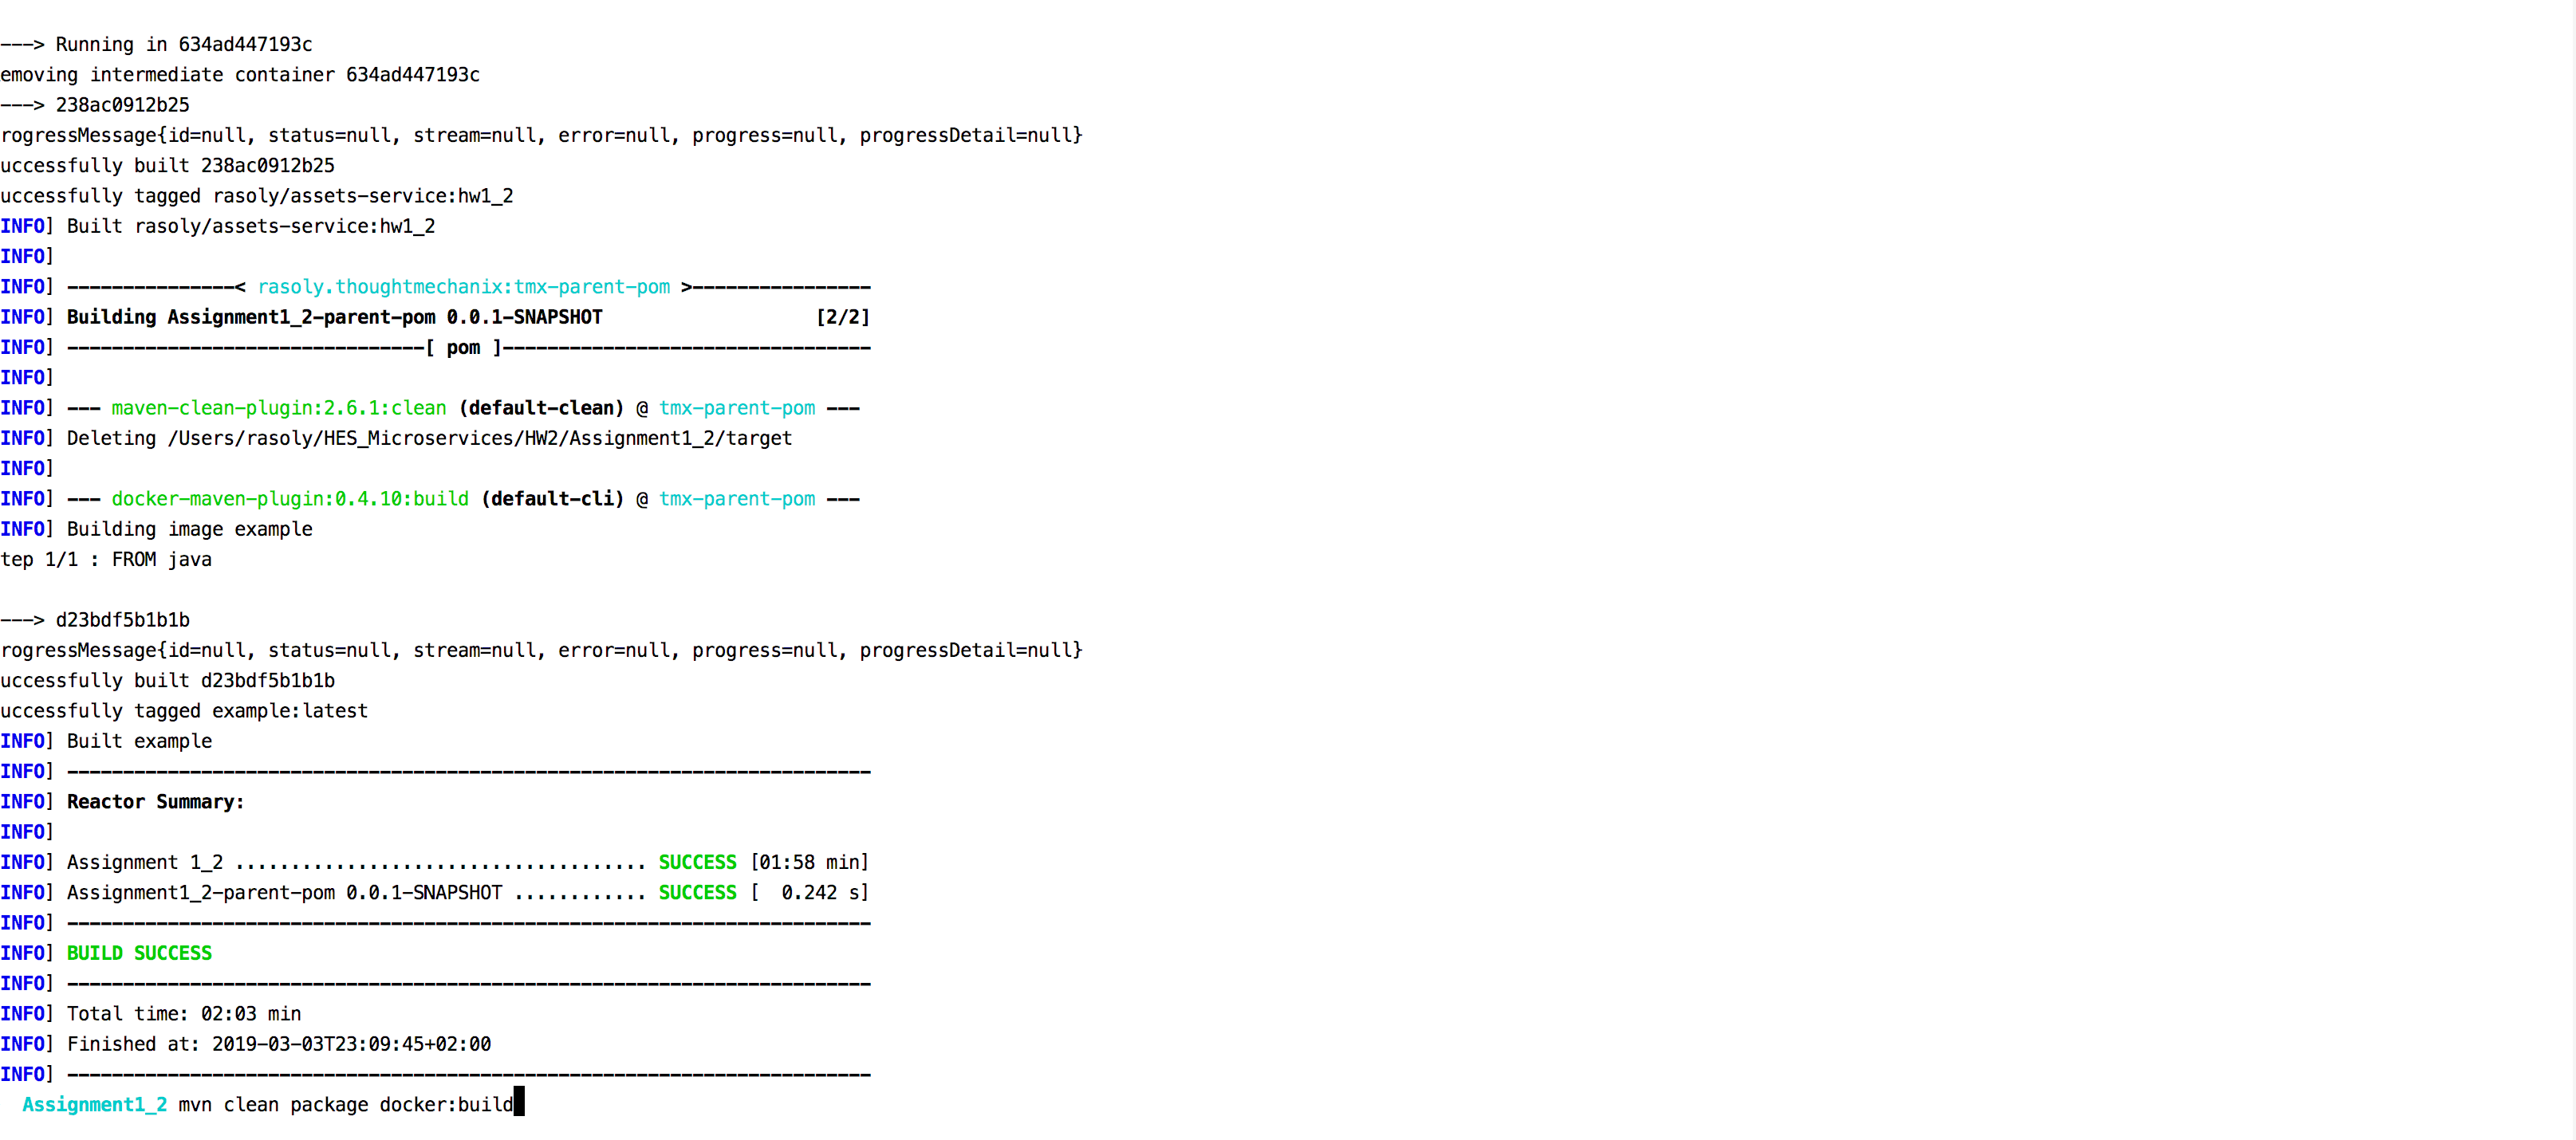 ---> Running in 634ad447193c
emoving intermediate container 634ad447193c
---> 238ac0912b25
rogressMessage{id=null, status=null, stream=null, error=null, progress=null, progressDetail=null}
uccessfully built 238ac0912b25
uccessfully tagged rasoly/assets-service:hw1_2
INFO] Built rasoly/assets-service:hw1_2
INFO]
INFO] ---------------< rasoly.thoughtmechanix:tmx-parent-pom >----------------
INFO] Building Assignment1_2-parent-pom 0.0.1-SNAPSHOT                   [2/2]
INFO] --------------------------------[ pom ]---------------------------------
INFO]
INFO] --- maven-clean-plugin:2.6.1:clean (default-clean) @ tmx-parent-pom ---
INFO] Deleting /Users/rasoly/HES_Microservices/HW2/Assignment1_2/target
INFO]
INFO] --- docker-maven-plugin:0.4.10:build (default-cli) @ tmx-parent-pom ---
INFO] Building image example
tep 1/1 : FROM java
---> d23bdf5b1b1b
rogressMessage{id=null, status=null, stream=null, error=null, progress=null, progressDetail=null}
uccessfully built d23bdf5b1b1b
uccessfully tagged example:latest
INFO] Built example
INFO] ------------------------------------------------------------------------
INFO] Reactor Summary:
INFO]
INFO] Assignment 1_2 ..................................... SUCCESS [01:58 min]
INFO] Assignment1_2-parent-pom 0.0.1-SNAPSHOT ............ SUCCESS [  0.242 s]
INFO] ------------------------------------------------------------------------
INFO] BUILD SUCCESS
INFO] ------------------------------------------------------------------------
INFO] Total time: 02:03 min
INFO] Finished at: 2019-03-03T23:09:45+02:00
INFO] ------------------------------------------------------------------------
Assignment1_2 mvn clean package docker:build